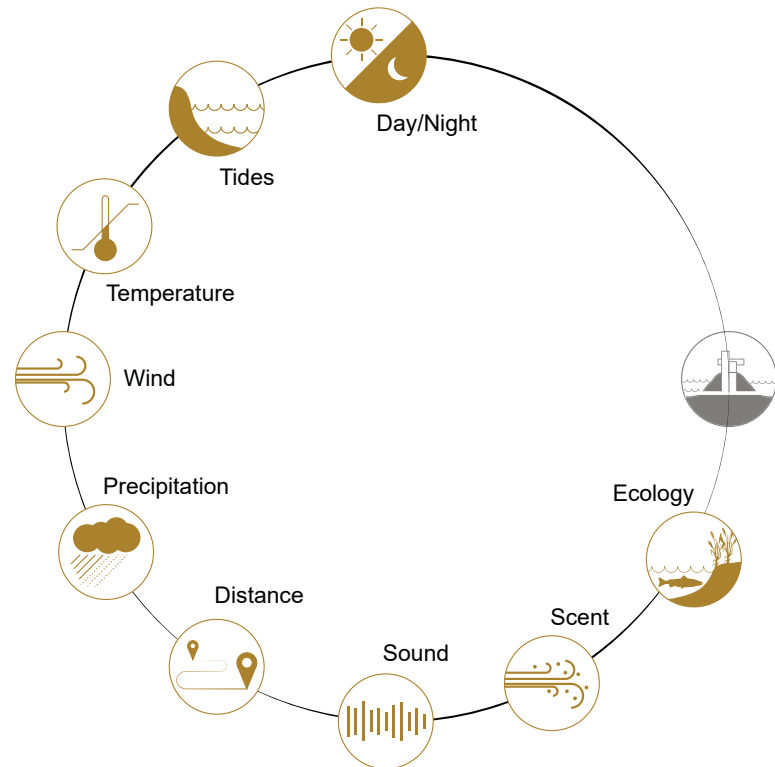 Day/Night
Tides
Temperature
Wind
Precipitation
Ecology
Distance
Scent
Sound